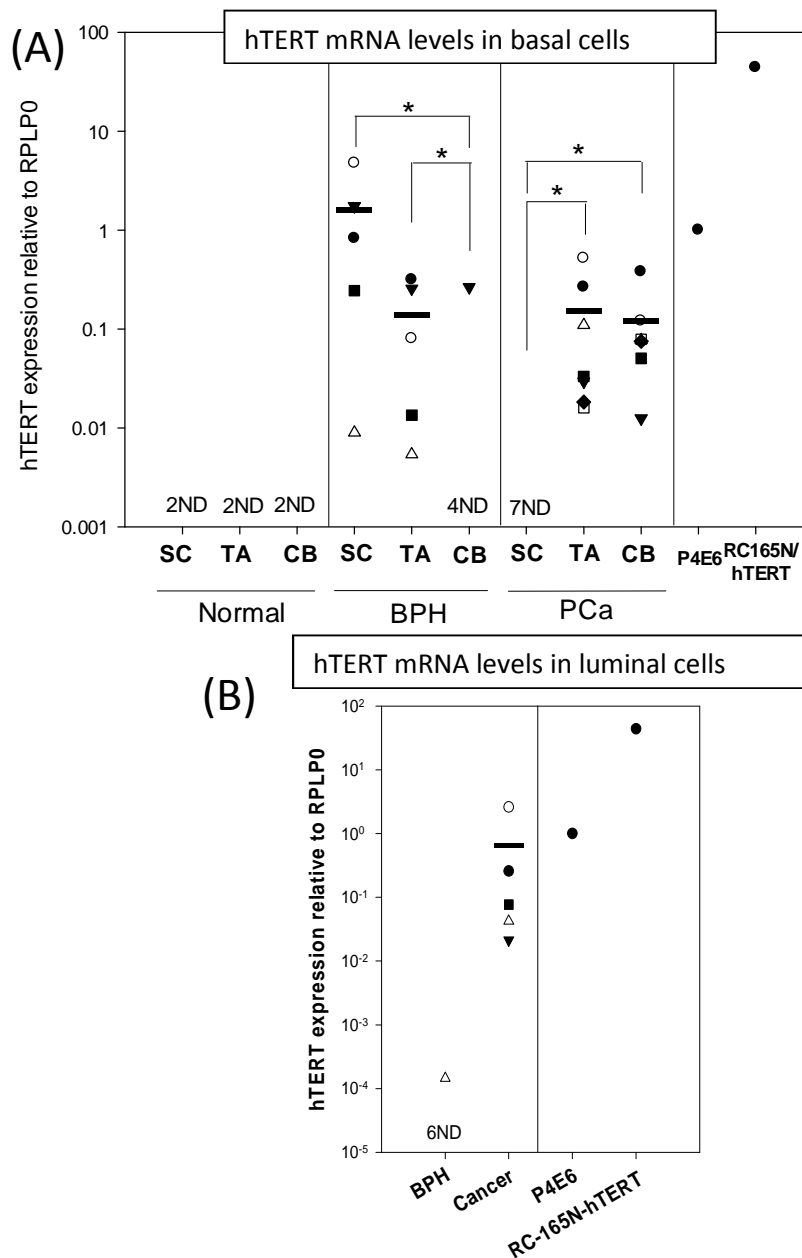 (A)
hTERT mRNA levels in basal cells
hTERT expression relative to RPLP0
100
10
1
0.1
0.01
0.001
*
*
*
*
2ND 2ND 2ND
4ND
7ND
SC TA CB SC TA CB SC TA CB P4E6 RC165N/
hTERT
Normal BPH PCa
hTERT mRNA levels in luminal cells
(B)
hTERT expression relative to RPLP0
10²
10¹
10⁰
10⁻¹
10⁻²
10⁻³
10⁻⁴
10⁻⁵
6ND
BPH
Cancer
P4E6
RC-165N-hTERT